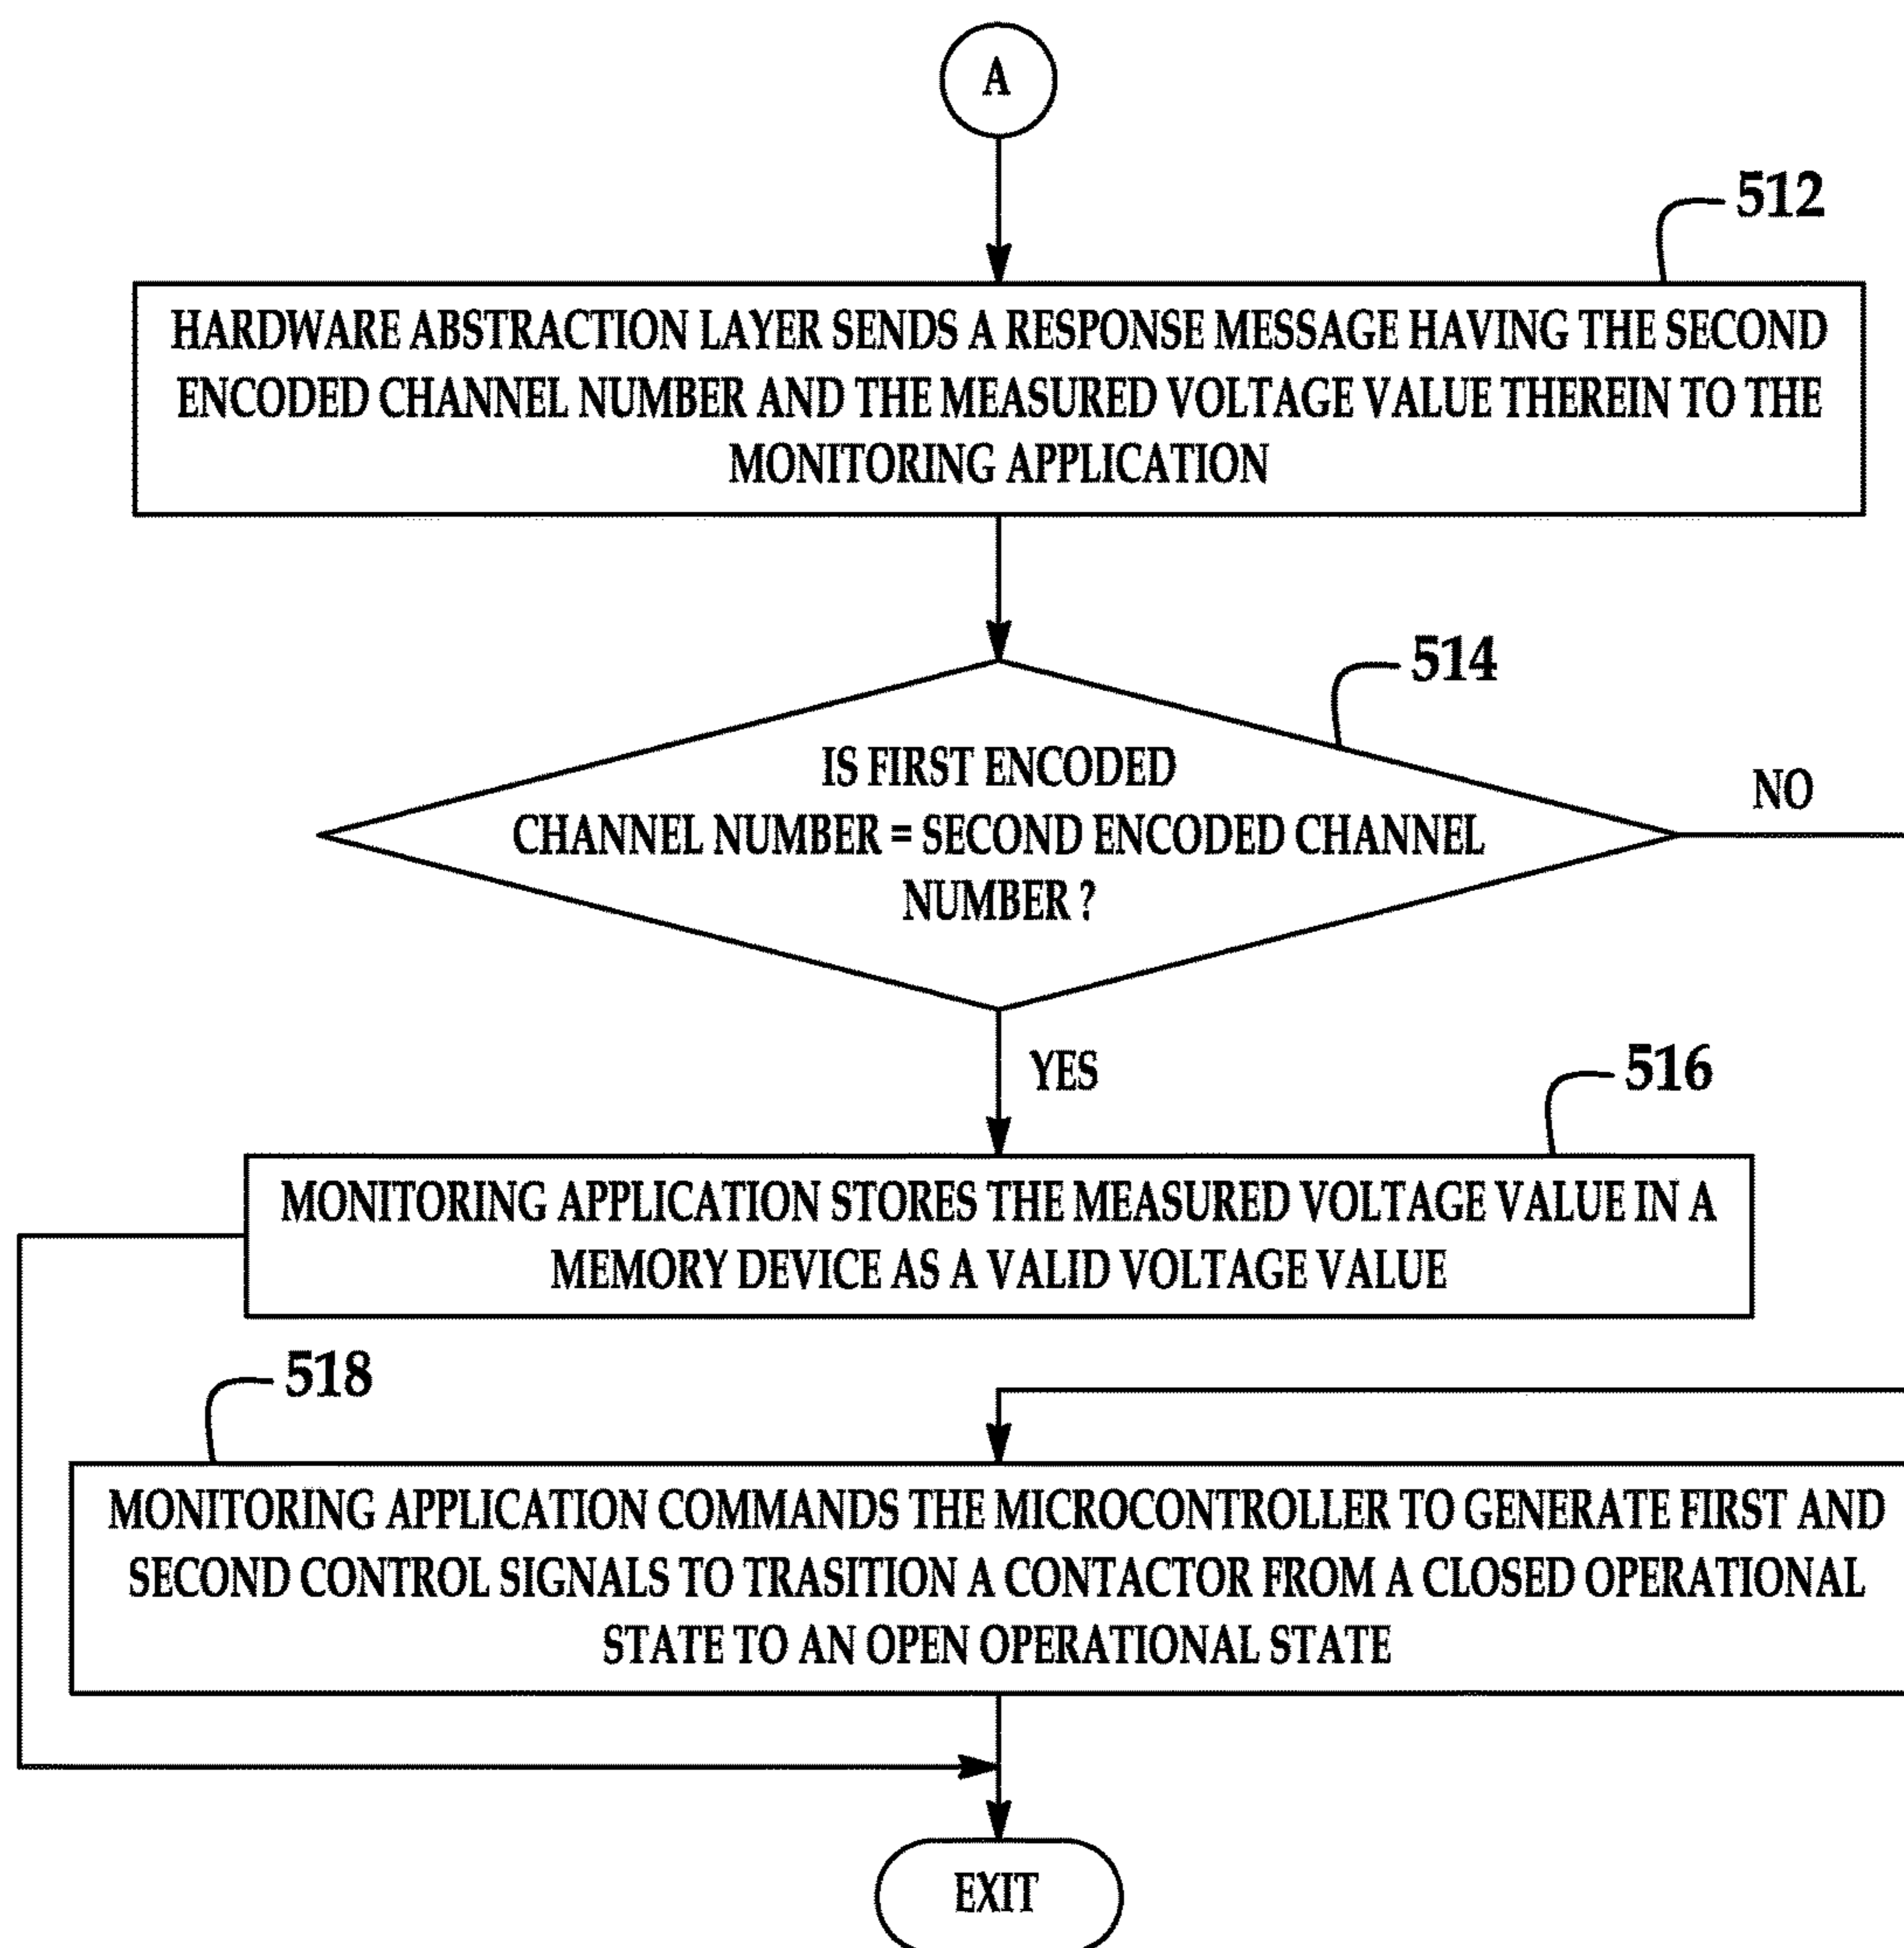 A
512
HARDWARE ABSTRACTION LAYER SENDS A RESPONSE MESSAGE HAVING THE SECOND
ENCODED CHANNEL NUMBER AND THE MEASURED VOLTAGE VALUE THEREIN TO THE
MONITORING APPLICATION
514
IS FIRST ENCODED
CHANNEL NUMBER = SECOND ENCODED CHANNEL
NUMBER ?
NO
YES
516
MONITORING APPLICATION STORES THE MEASURED VOLTAGE VALUE IN A
MEMORY DEVICE AS A VALID VOLTAGE VALUE
518
MONITORING APPLICATION COMMANDS THE MICROCONTROLLER TO GENERATE FIRST AND
SECOND CONTROL SIGNALS TO TRASITION A CONTACTOR FROM A CLOSED OPERATIONAL
STATE TO AN OPEN OPERATIONAL STATE
EXIT